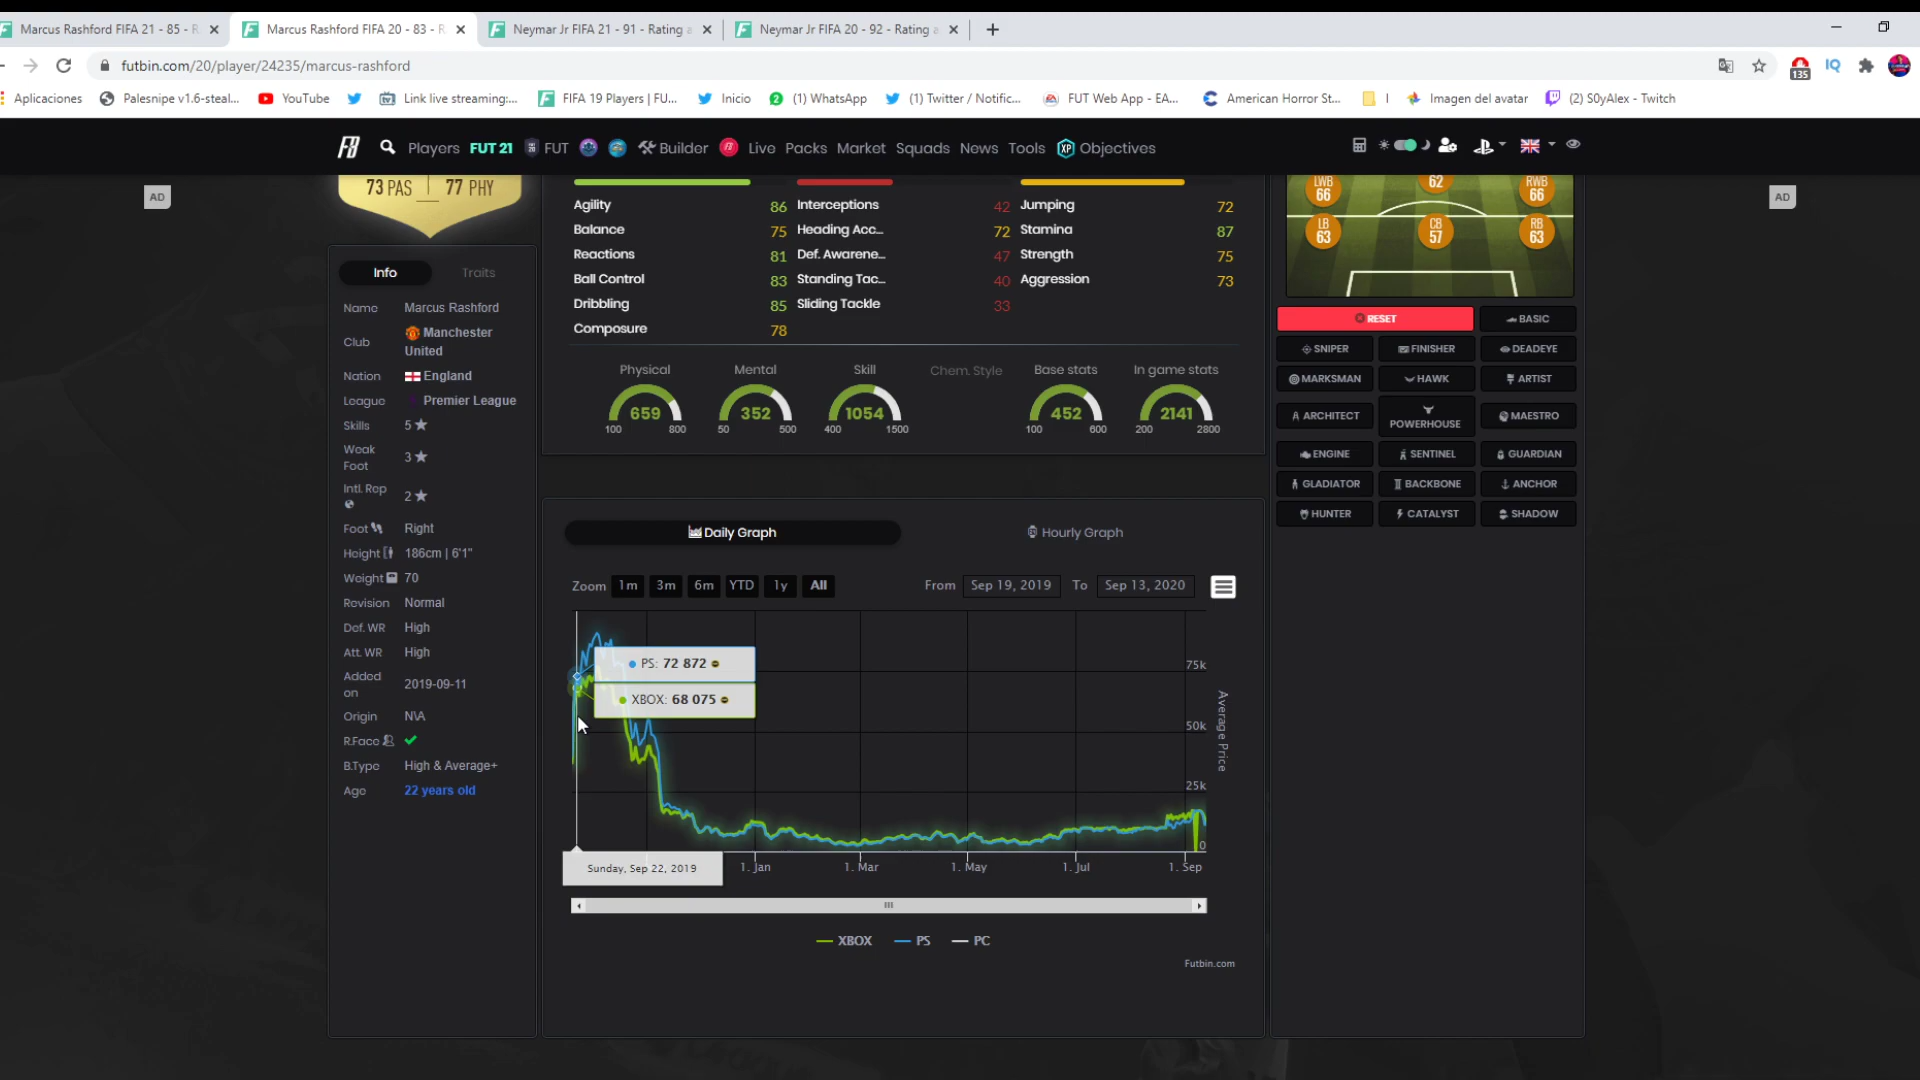 Marcus Rashford FIFA 21 - 85 - R
Marcus Rashford FIFA 20 - 83 - R
Neymar Jr FIFA 21 - 91 - Rating a
Neymar Jr FIFA 20 - 92 - Rating a
futbin.com/20/player/24235/marcus-rashford
135
IQ
Aplicaciones
Palesnipe v1.6-steal...
YouTube
Link live streaming:...
FIFA 19 Players | FU...
Inicio
(1) WhatsApp
(1) Twitter / Notific...
FUT Web App - EA...
American Horror St...
I
Imagen del avatar
(2) S0yAlex - Twitch
FB Players FUT 21 FUT Builder Live Packs Market Squads News Tools XP Objectives
AD
AD
73 PAS 77 PHY
Info Traits
Name Marcus Rashford
Club Manchester United
Nation England
League Premier League
Skills 5
Weak Foot 3
Intl. Rep 2
Foot Right
Height 186cm | 6'1"
Weight 70
Revision Normal
Def. WR High
Att. WR High
Added on 2019-09-11
Origin N\A
R.Face
B.Type High & Average+
Age 22 years old
Agility 86 Interceptions 42 Jumping 72
Balance 75 Heading Acc... 72 Stamina 87
Reactions 81 Def. Awarene... 47 Strength 75
Ball Control 83 Standing Tac... 40 Aggression 73
Dribbling 85 Sliding Tackle 33
Composure 78
Physical Mental Skill Chem. Style Base stats In game stats
659 352 1054 452 2141
100 800 50 500 400 1500 100 600 200 2800
Daily Graph Hourly Graph
Zoom 1m 3m 6m YTD 1y All From Sep 19, 2019 To Sep 13, 2020
PS: 72 872
XBOX: 68 075
75k
50k
25k
0
Average Price
Sunday, Sep 22, 2019
1. Jan 1. Mar 1. May 1. Jul 1. Sep
XBOX PS PC
Futbin.com
LWB 66
62
RWB 66
LB 63
CB 57
RB 63
RESET BASIC
SNIPER FINISHER DEADEYE
MARKSMAN HAWK ARTIST
ARCHITECT POWERHOUSE MAESTRO
ENGINE SENTINEL GUARDIAN
GLADIATOR BACKBONE ANCHOR
HUNTER CATALYST SHADOW